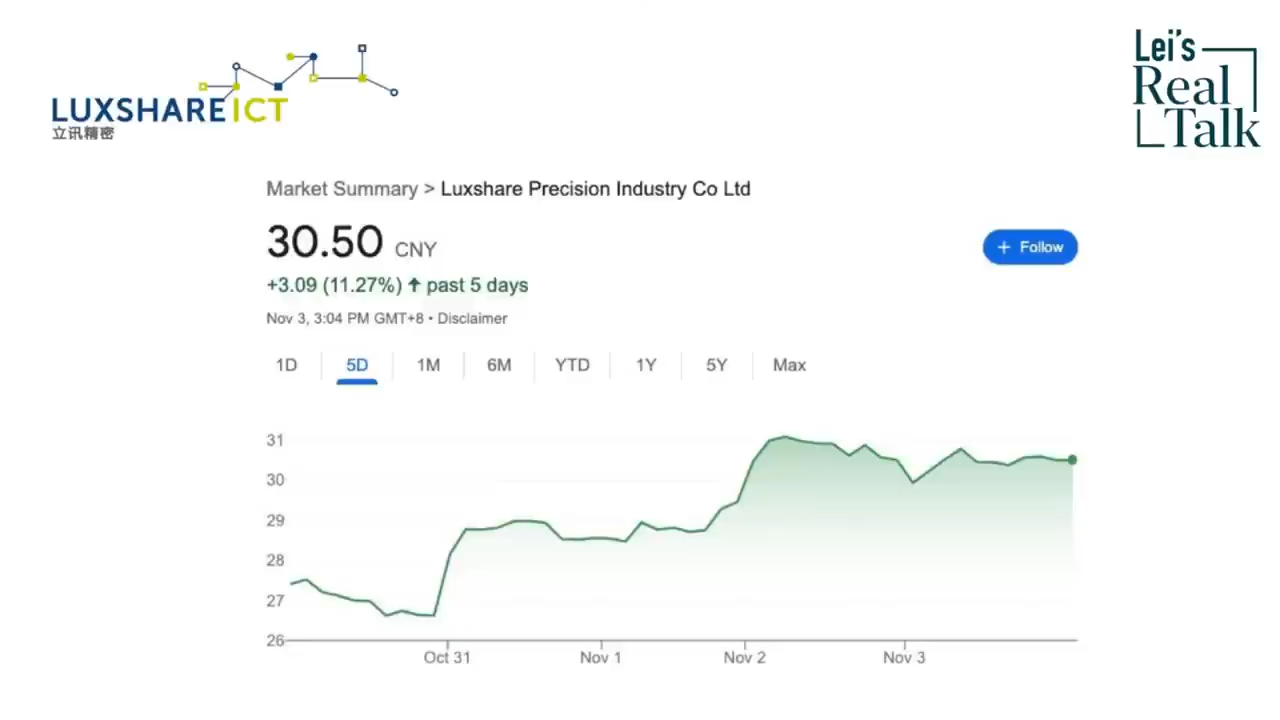 LUXSHARE ICT
立讯精密
Lei's
Real
Talk
Market Summary > Luxshare Precision Industry Co Ltd
30.50 CNY
+ Follow
+3.09 (11.27%) ↑ past 5 days
Nov 3, 3:04 PM GMT+8 • Disclaimer
1D 5D 1M 6M YTD 1Y 5Y Max
31
30
29
28
27
26
Oct 31 Nov 1 Nov 2 Nov 3